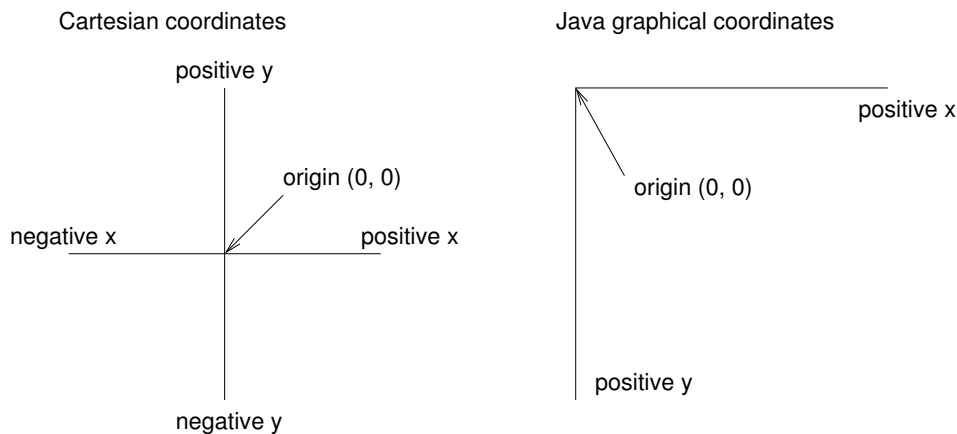 Cartesian coordinates
positive y
origin (0, 0)
negative x
positive x
negative y
Java graphical coordinates
positive x
origin (0, 0)
positive y